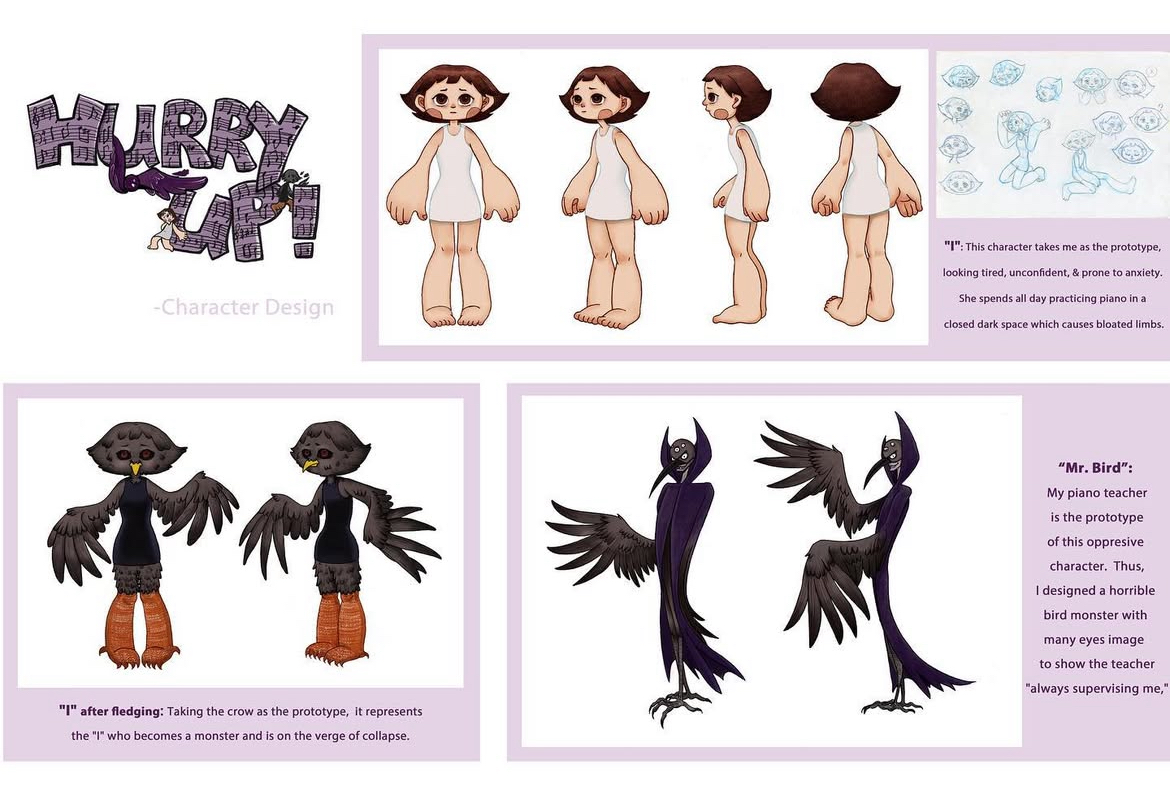 HURRY
UP!
-Character Design
"I": This character takes me as the prototype,
looking tired, unconfident, & prone to anxiety.
She spends all day practicing piano in a
closed dark space which causes bloated limbs.
"I" after fledging: Taking the crow as the prototype, it represents
the "I" who becomes a monster and is on the verge of collapse.
“Mr. Bird”:
My piano teacher
is the prototype
of this oppresive
character. Thus,
I designed a horrible
bird monster with
many eyes image
to show the teacher
"always supervising me,"